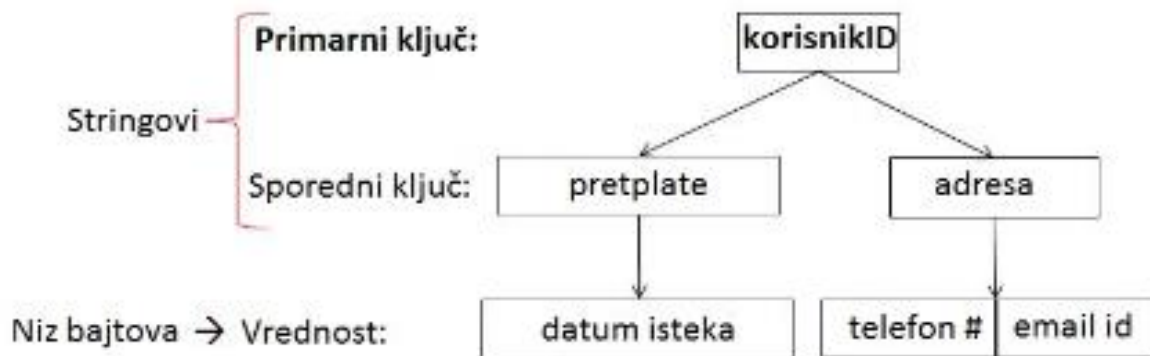 Primarni ključ:
korisnikID
Stringovi
Sporedni ključ:
pretplate
adresa
Niz bajtova → Vrednost:
datum isteka
telefon #
email id